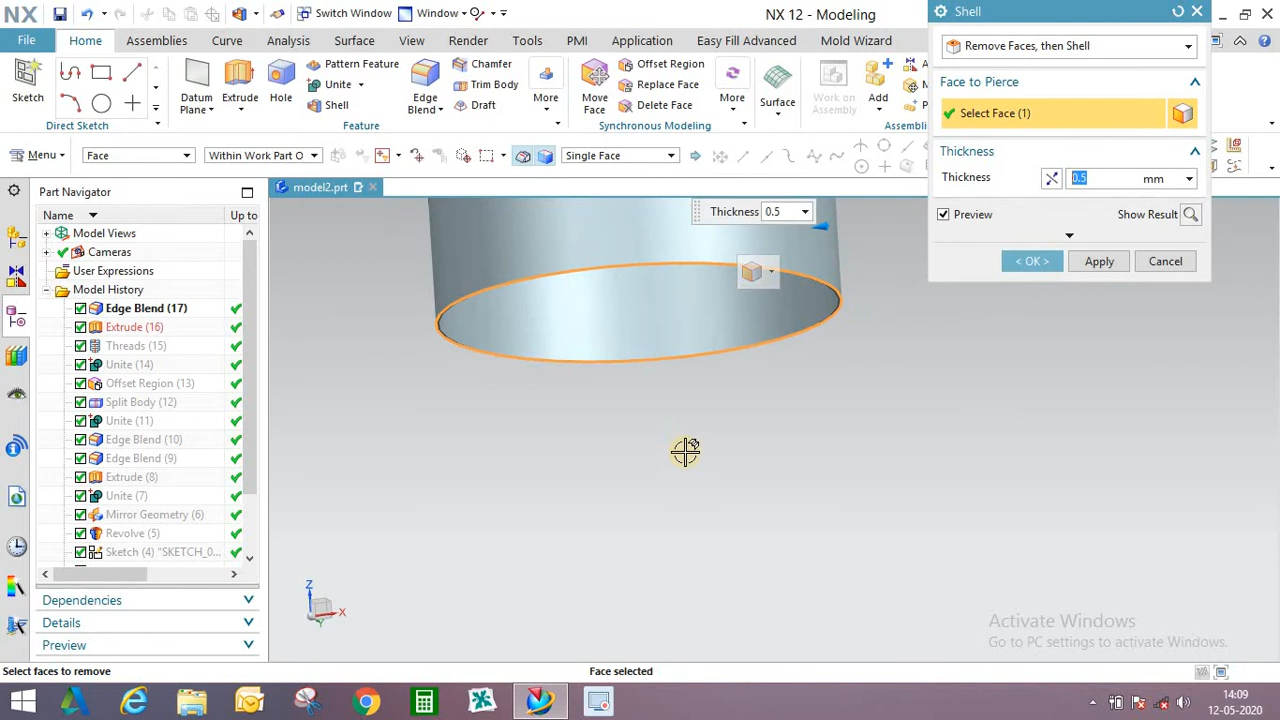 NX
Switch Window
Window
NX 12 - Modeling
Shell
File
Home
Assemblies
Curve
Analysis
Surface
View
Render
Tools
PMI
Application
Easy Fill Advanced
Mold Wizard
Remove Faces, then Shell
Face to Pierce
Select Face (1)
Thickness
Thickness
0.5
mm
Preview
Show Result
< OK >
Apply
Cancel
Sketch
Direct Sketch
Datum Plane
Extrude
Hole
Pattern Feature
Unite
Shell
Edge Blend
Chamfer
Trim Body
Draft
More
Feature
Move Face
Offset Region
Replace Face
Delete Face
More
Synchronous Modeling
Surface
Work on Assembly
Add
Menu
Face
Within Work Part O
Single Face
Part Navigator
model2.prt
Name
Up to
Model Views
Cameras
User Expressions
Model History
Edge Blend (17)
Extrude (16)
Threads (15)
Unite (14)
Offset Region (13)
Split Body (12)
Unite (11)
Edge Blend (10)
Edge Blend (9)
Extrude (8)
Unite (7)
Mirror Geometry (6)
Revolve (5)
Sketch (4) "SKETCH_0...
Dependencies
Details
Preview
Thickness 0.5
Z
X
Y
Activate Windows
Go to PC settings to activate Windows.
Select faces to remove
Face selected
14:09
12-05-2020